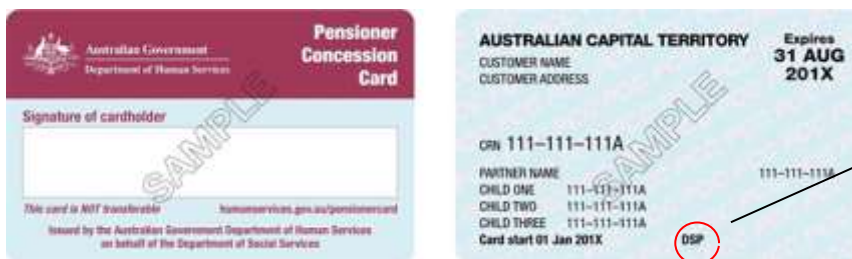 Australian Government
Department of Human Services
Pensioner
Concession
Card
Signature of cardholder
SAMPLE
This card is NOT transferable
humanservices.gov.au/pensionercard
Issued by the Australian Government Department of Human Services
on behalf of the Department of Social Services
AUSTRALIAN CAPITAL TERRITORY
Expires
31 AUG
201X
CUSTOMER NAME
CUSTOMER ADDRESS
SAMPLE
CRN 111–111–111A
PARTNER NAME 111–111–111A
CHILD ONE 111–111–111A
CHILD TWO 111–111–111A
CHILD THREE 111–111–111A
Card start 01 Jan 201X DSP